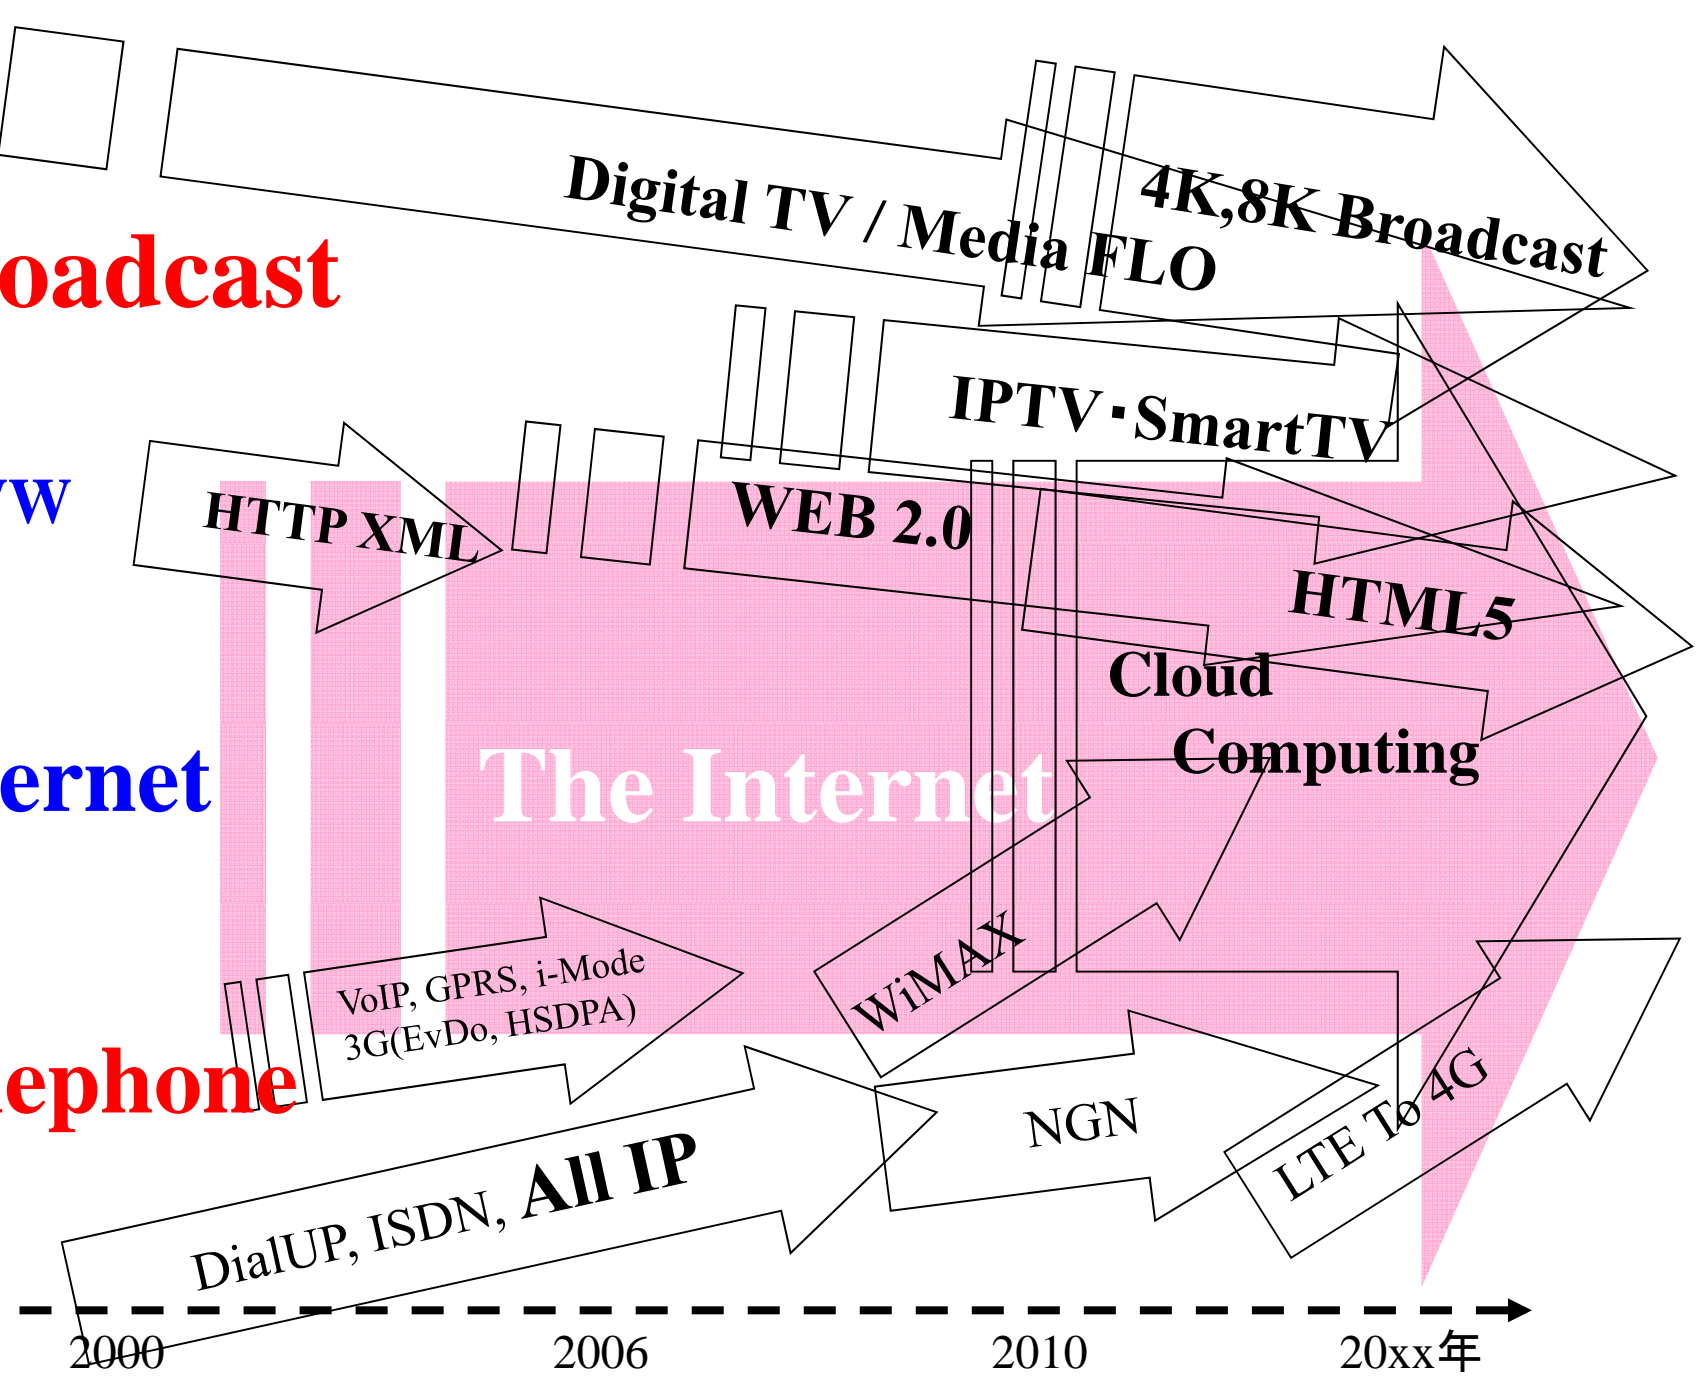 Digital TV / Media FLO
4K,8K Broadcast
oadcast
IPTV・SmartTV
HTTP XML
WEB 2.0
w
HTML5
Cloud
Computing
The Internet
ernet
VoIP, GPRS, i-Mode
3G(EvDo, HSDPA)
WiMAX
lephone
NGN
LTE To 4G
DialUP, ISDN, All IP
2000
2006
2010
20xx年